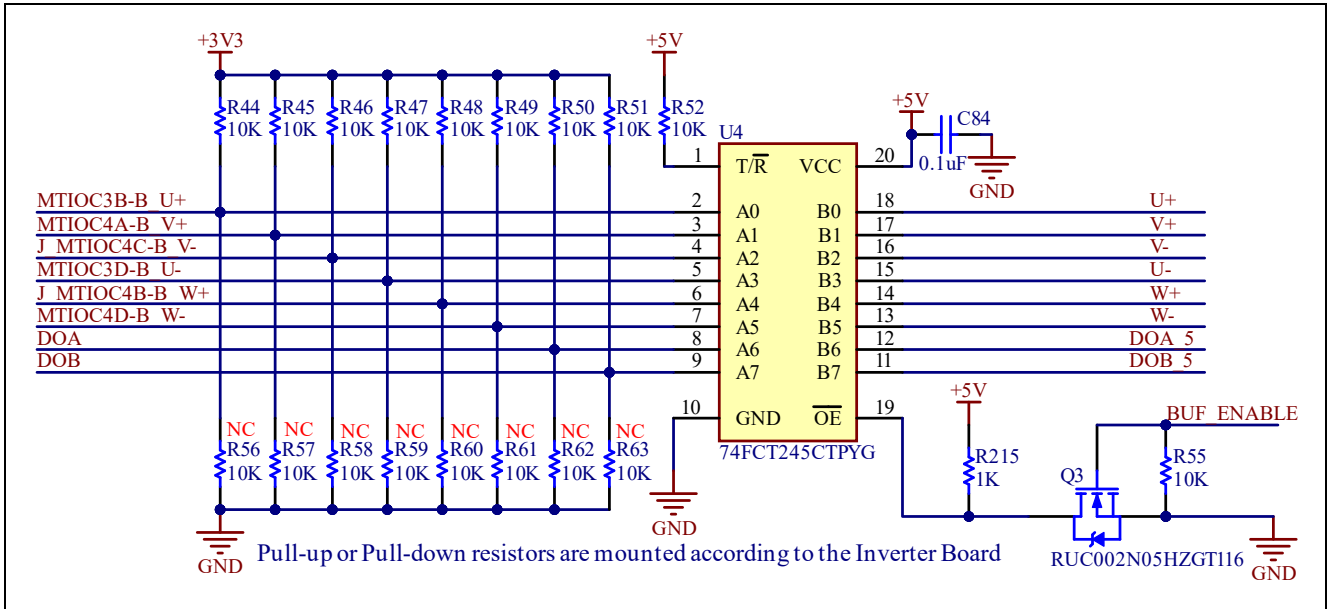 +3V3
+5V
R44 R45 R46 R47 R48 R49 R50 R51 R52
10K 10K 10K 10K 10K 10K 10K 10K 10K
+5V
C84
0.1uF
GND
U4
1 T/R VCC 20
MTIOC3B-B_U+ 2 A0 B0 18 U+
MTIOC4A-B_V+ 3 A1 B1 17 V+
J_MTIOC4C-B_V- 4 A2 B2 16 V-
MTIOC3D-B_U- 5 A3 B3 15 U-
J_MTIOC4B-B_W+ 6 A4 B4 14 W+
MTIOC4D-B_W- 7 A5 B5 13 W-
DOA 8 A6 B6 12 DOA_5
DOB 9 A7 B7 11 DOB_5
10 GND OE 19
74FCT245CTPYG
GND
+5V
BUF_ENABLE
NC NC NC NC NC NC NC NC
R56 R57 R58 R59 R60 R61 R62 R63
10K 10K 10K 10K 10K 10K 10K 10K
R215
1K
Q3
R55
10K
RUC002N05HZGT116
GND
GND
Pull-up or Pull-down resistors are mounted according to the Inverter Board